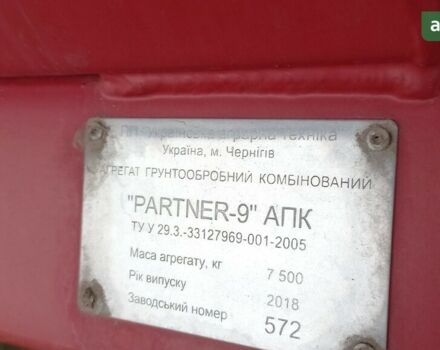 ПП "Українська аграрна техніка"
Україна, м. Чернігів
АГРЕГАТ ГРУНТООБРОБНИЙ КОМБІНОВАНИЙ
"PARTNER-9" АПК
ТУ У 29.3.-33127969-001-2005
Маса агрегату, кг 7 500
Рік випуску 2018
Заводський номер 572